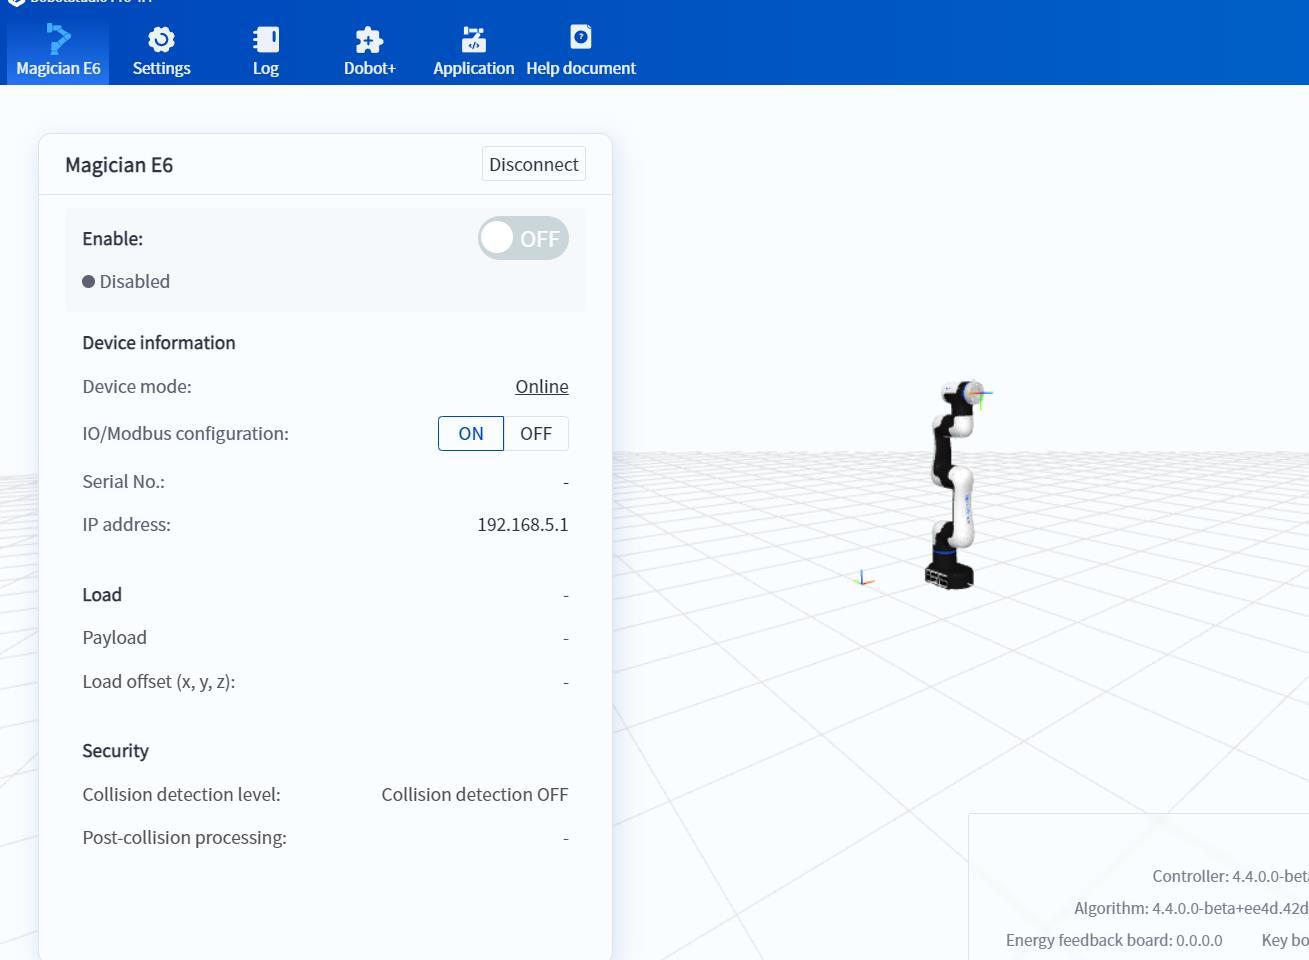 Magician E6
Settings
Log
Dobot+
Application
Help document
Magician E6
Disconnect
Enable:
OFF
Disabled
Device information
Device mode:
Online
IO/Modbus configuration:
ON
OFF
Serial No.:
-
IP address:
192.168.5.1
Load
-
Payload
-
Load offset (x, y, z):
-
Security
Collision detection level:
Collision detection OFF
Post-collision processing:
-
Controller: 4.4.0.0-beta
Algorithm: 4.4.0.0-beta+ee4d.42d
Energy feedback board: 0.0.0.0
Key bo